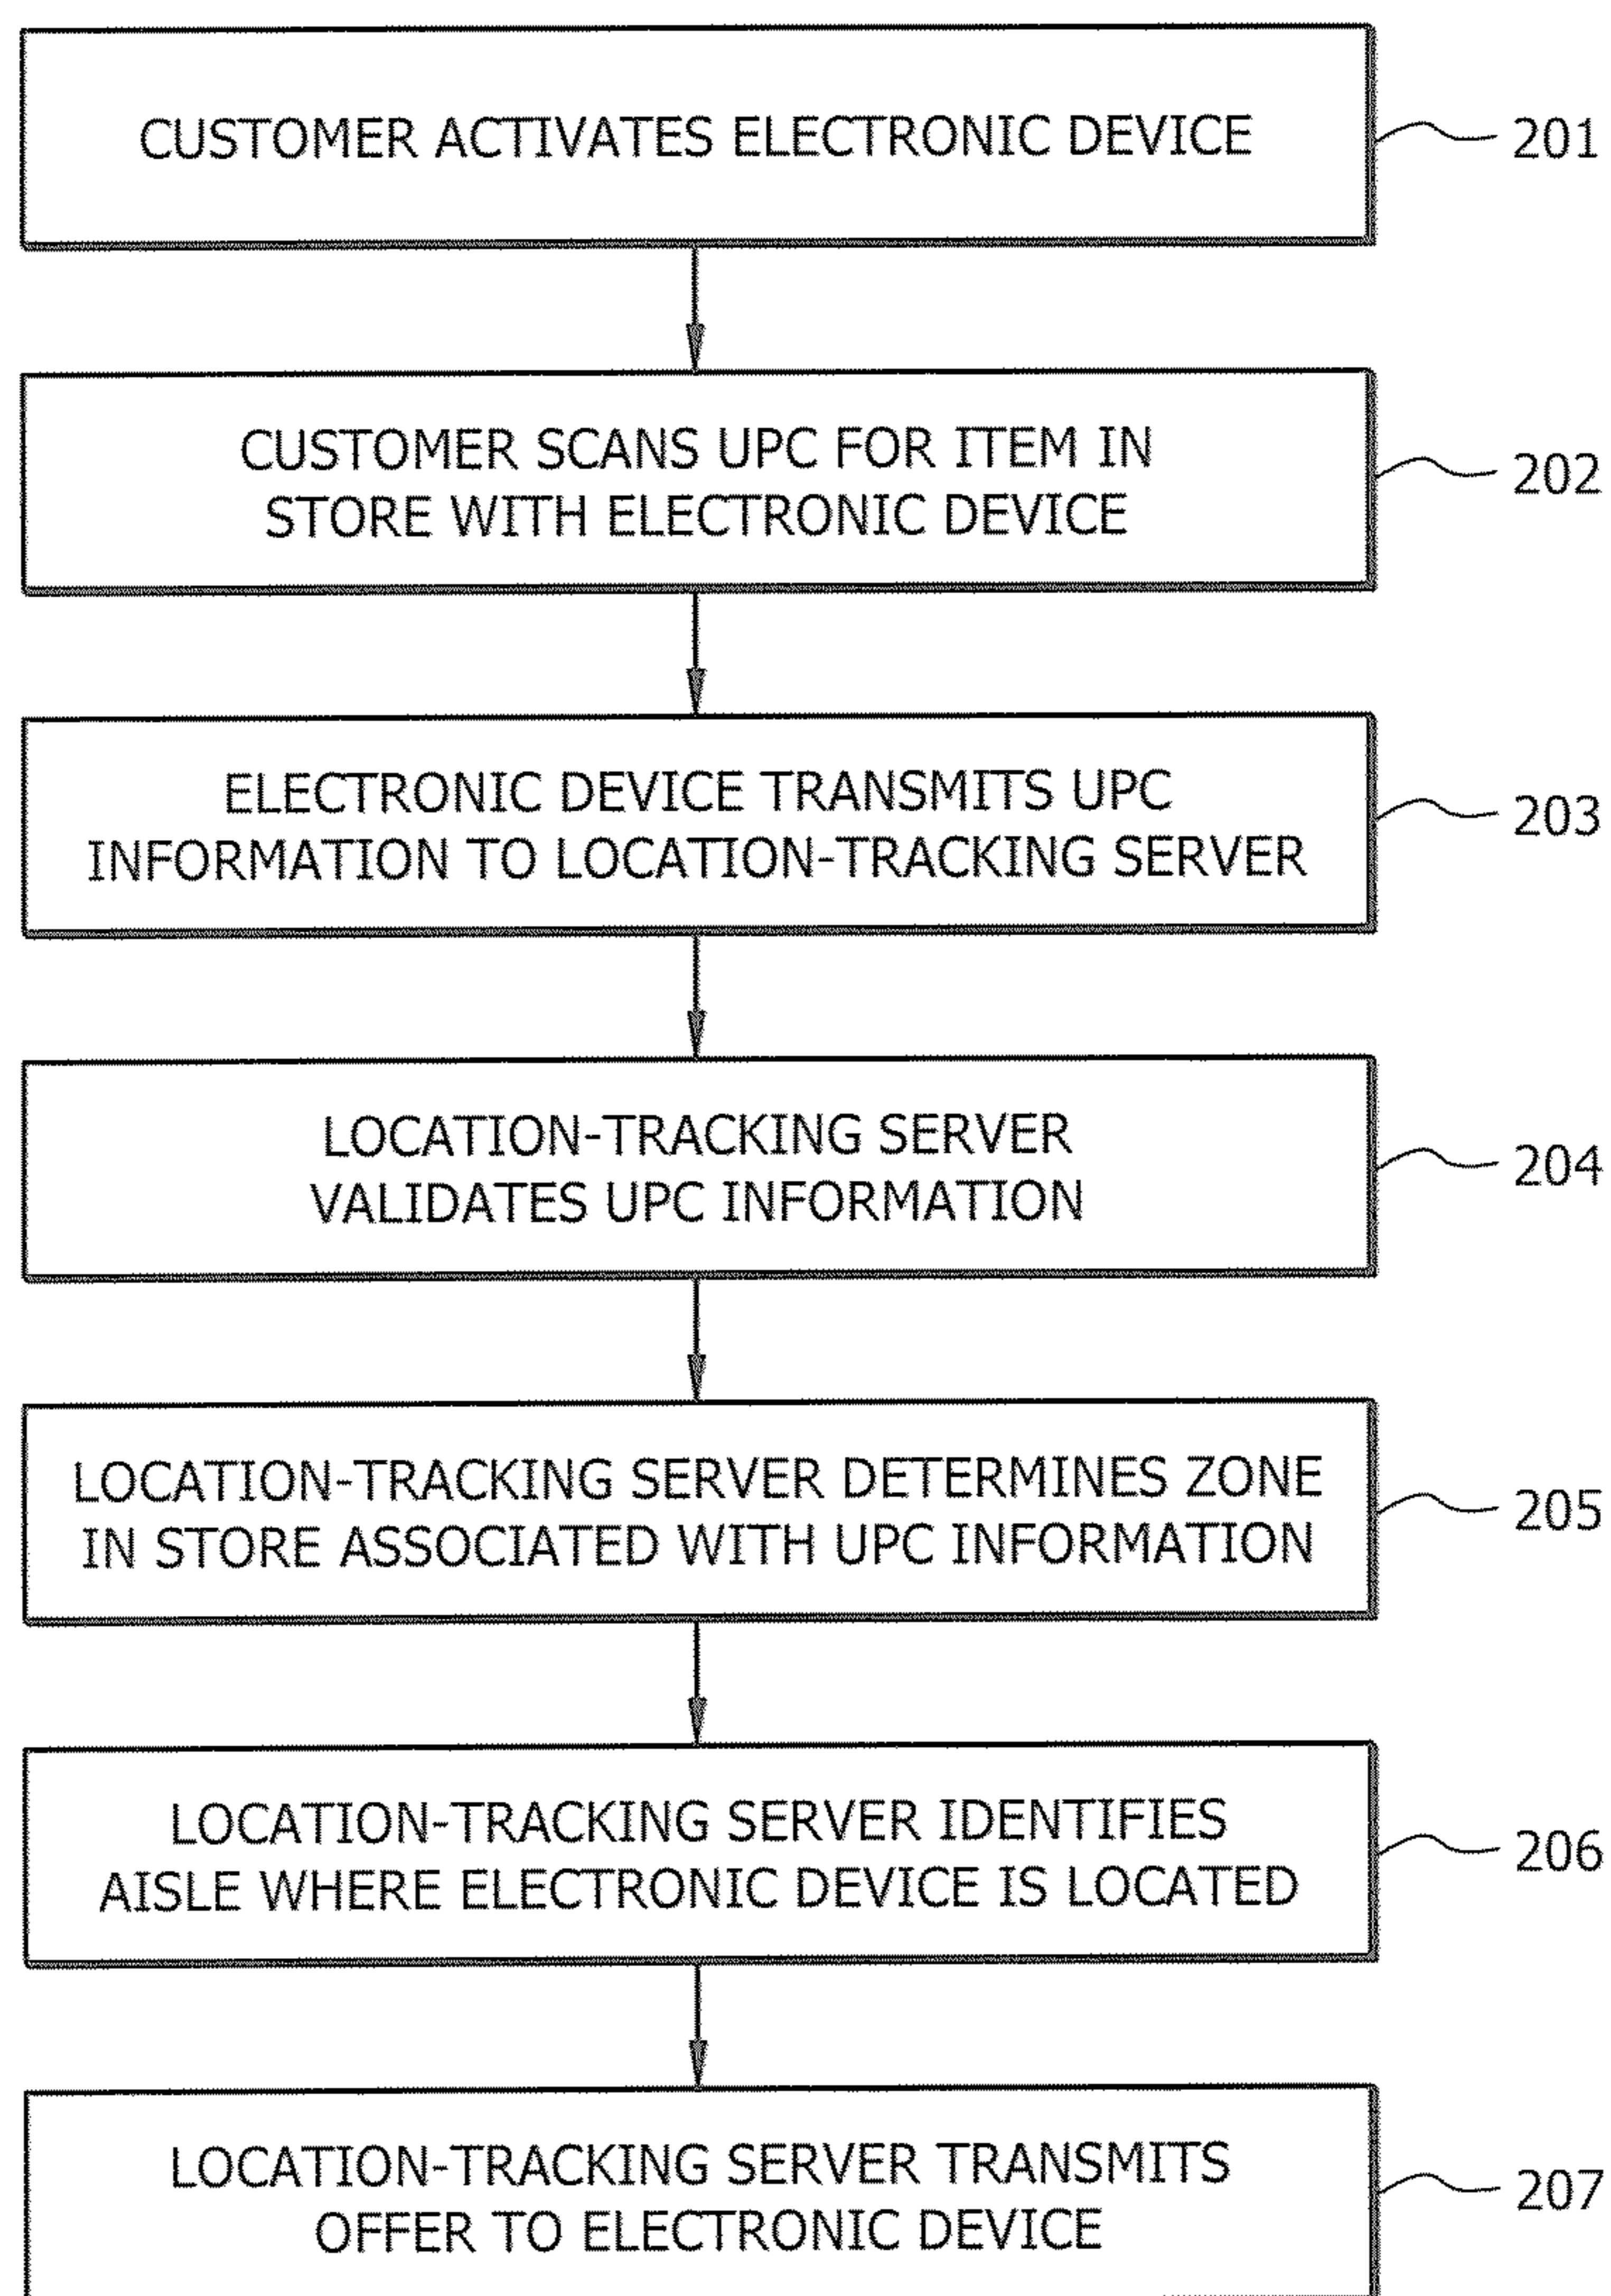 CUSTOMER ACTIVATES ELECTRONIC DEVICE
201
CUSTOMER SCANS UPC FOR ITEM IN
STORE WITH ELECTRONIC DEVICE
202
ELECTRONIC DEVICE TRANSMITS UPC
INFORMATION TO LOCATION-TRACKING SERVER
203
LOCATION-TRACKING SERVER
VALIDATES UPC INFORMATION
204
LOCATION-TRACKING SERVER DETERMINES ZONE
IN STORE ASSOCIATED WITH UPC INFORMATION
205
LOCATION-TRACKING SERVER IDENTIFIES
AISLE WHERE ELECTRONIC DEVICE IS LOCATED
206
LOCATION-TRACKING SERVER TRANSMITS
OFFER TO ELECTRONIC DEVICE
207